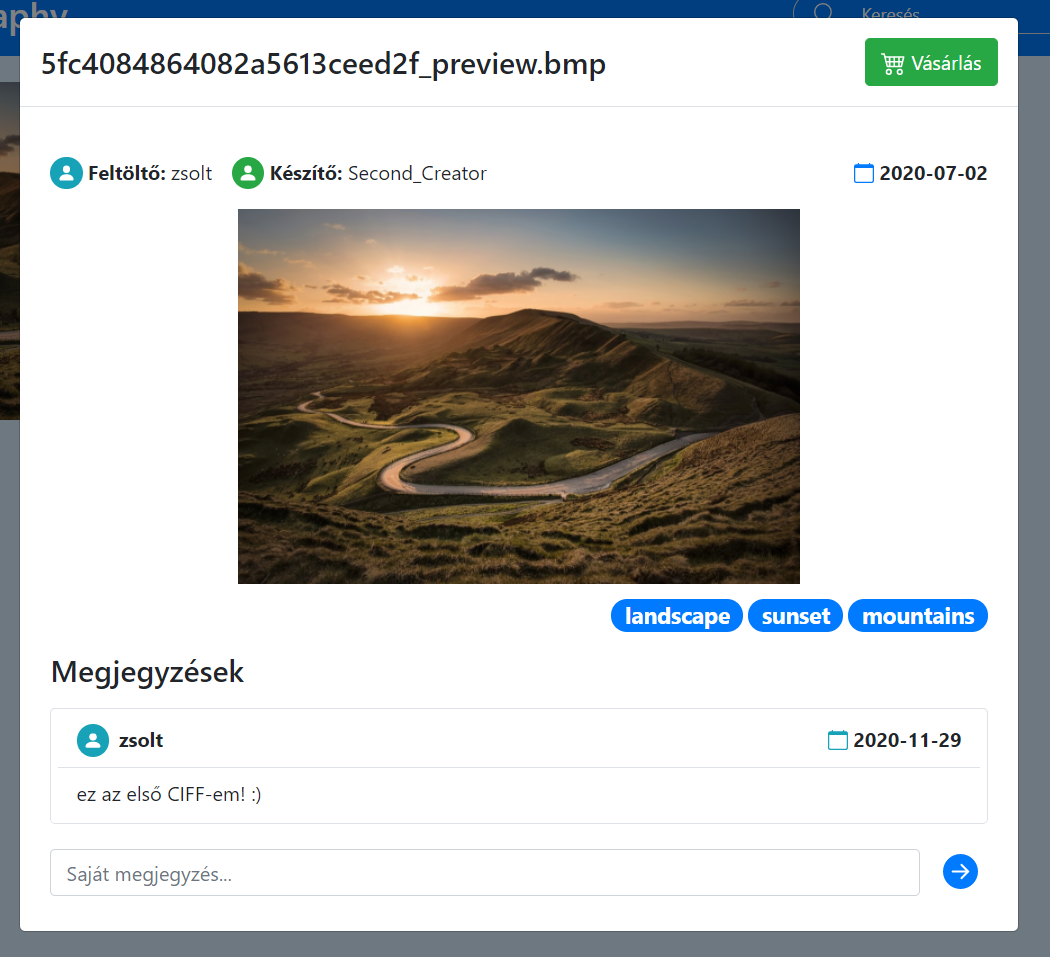 Keresés
5fc4084864082a5613ceed2f_preview.bmp
Vásárlás
Feltöltő: zsolt Készítő: Second_Creator 2020-07-02
landscape sunset mountains
Megjegyzések
zsolt 2020-11-29
ez az első CIFF-em! :)
Saját megjegyzés...